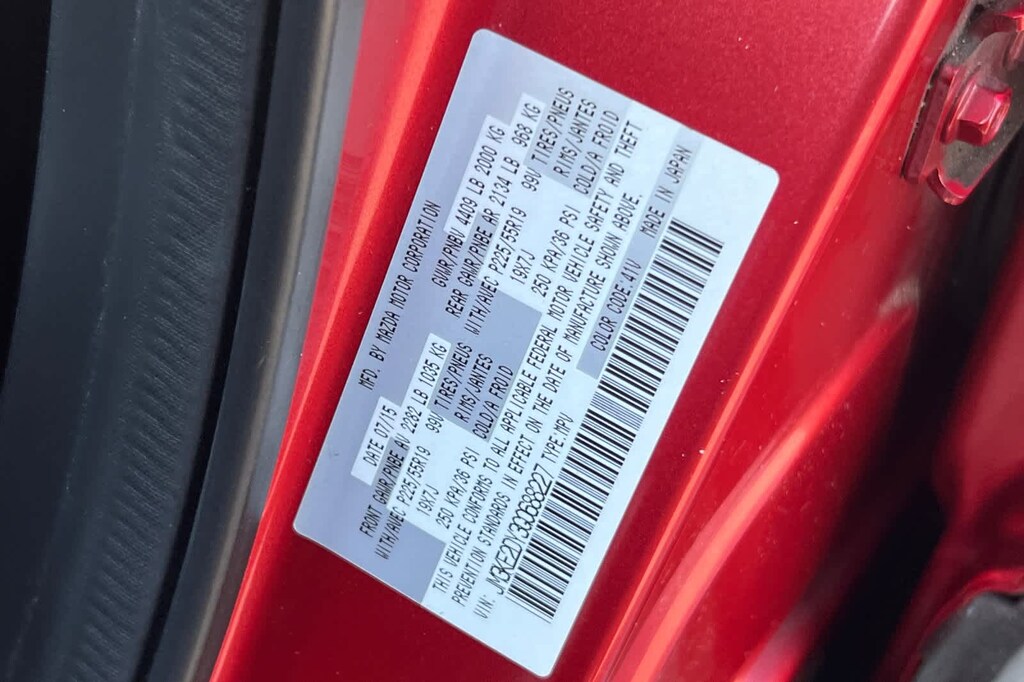 MFD. BY MAZDA MOTOR CORPORATION
DATE 07/15 GVWR/PNBV 4409 LB 2000 KG
FRONT GAWR/PNBE AV 2282 LB 1035 KG REAR GAWR/PNBE AR 2134 LB 968 KG
WITH/AVEC P225/55R19 99V TIRES/PNEUS WITH/AVEC P225/55R19 99V TIRES/PNEUS
19X7J RIMS/JANTES 19X7J RIMS/JANTES
250 KPA/36 PSI COLD/A FROID 250 KPA/36 PSI COLD/A FROID
THIS VEHICLE CONFORMS TO ALL APPLICABLE FEDERAL MOTOR VEHICLE SAFETY AND THEFT
PREVENTION STANDARDS IN EFFECT ON THE DATE OF MANUFACTURE SHOWN ABOVE.
VIN: TYPE:MPV COLOR CODE:41V MADE IN JAPAN